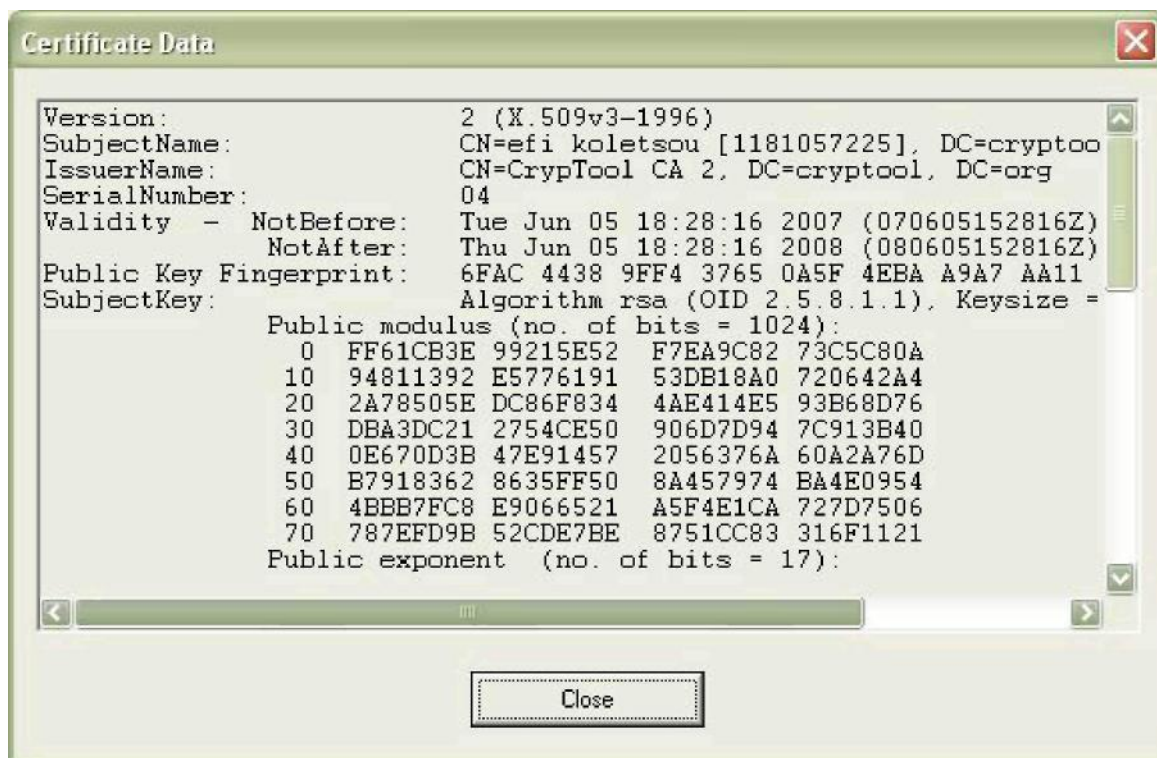 Certificate Data
Version: 2 (X.509v3-1996)
SubjectName: CN=efi koletsou [1181057225], DC=cryptoo
IssuerName: CN=CrypTool CA 2, DC=cryptool, DC=org
SerialNumber: 04
Validity - NotBefore: Tue Jun 05 18:28:16 2007 (070605152816Z)
NotAfter: Thu Jun 05 18:28:16 2008 (080605152816Z)
Public Key Fingerprint: 6FAC 4438 9FF4 3765 0A5F 4EBA A9A7 AA11
SubjectKey: Algorithm rsa (OID 2.5.8.1.1), Keysize =
Public modulus (no. of bits = 1024):
0 FF61CB3E 99215E52 F7EA9C82 73C5C80A
10 94811392 E5776191 53DB18A0 720642A4
20 2A78505E DC86F834 4AE414E5 93B68D76
30 DBA3DC21 2754CE50 906D7D94 7C913B40
40 0E670D3B 47E91457 2056376A 60A2A76D
50 B7918362 8635FF50 8A457974 BA4E0954
60 4BBB7FC8 E9066521 A5F4E1CA 727D7506
70 787EFD9B 52CDE7BE 8751CC83 316F1121
Public exponent (no. of bits = 17):
Close